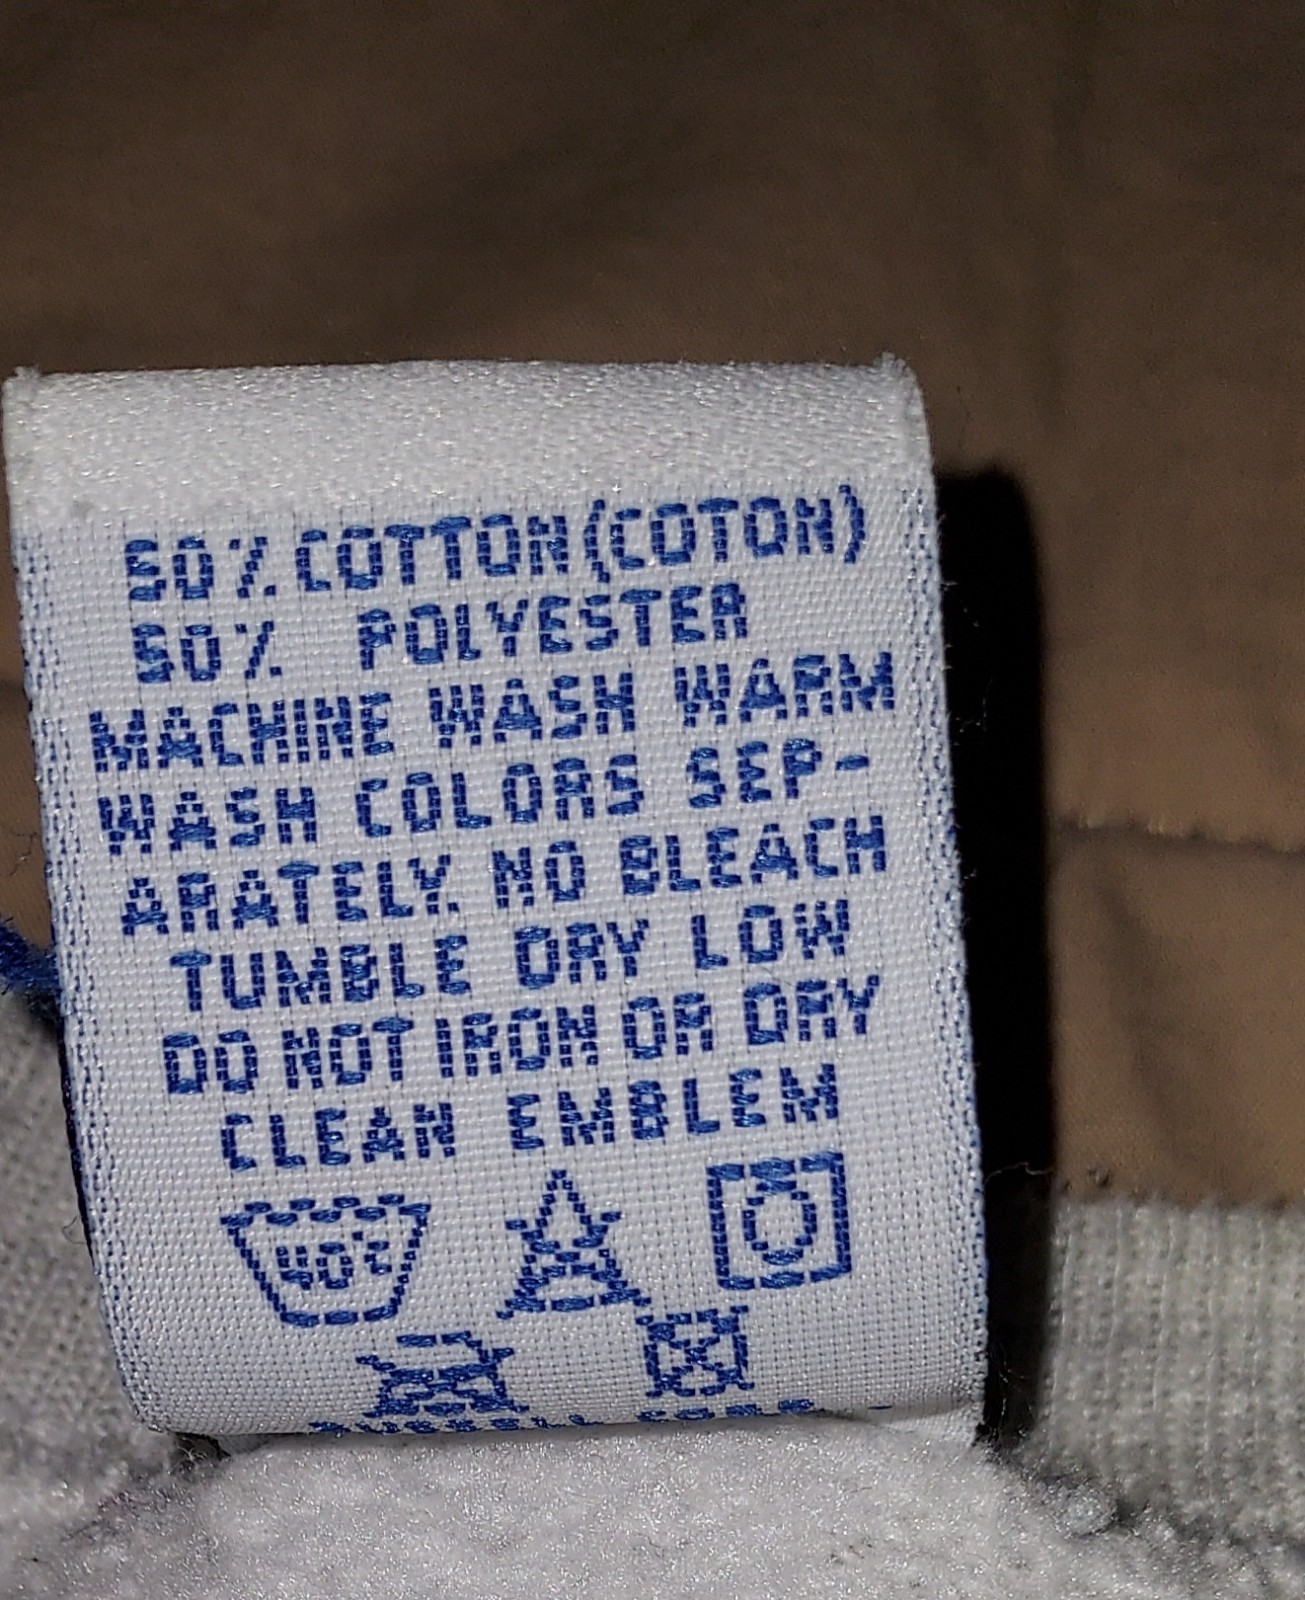 50% COTTON (COTON)
50% POLYESTER
MACHINE WASH WARM
WASH COLORS SEP-
ARATELY. NO BLEACH
TUMBLE DRY LOW
DO NOT IRON OR DRY
CLEAN EMBLEM
40°C